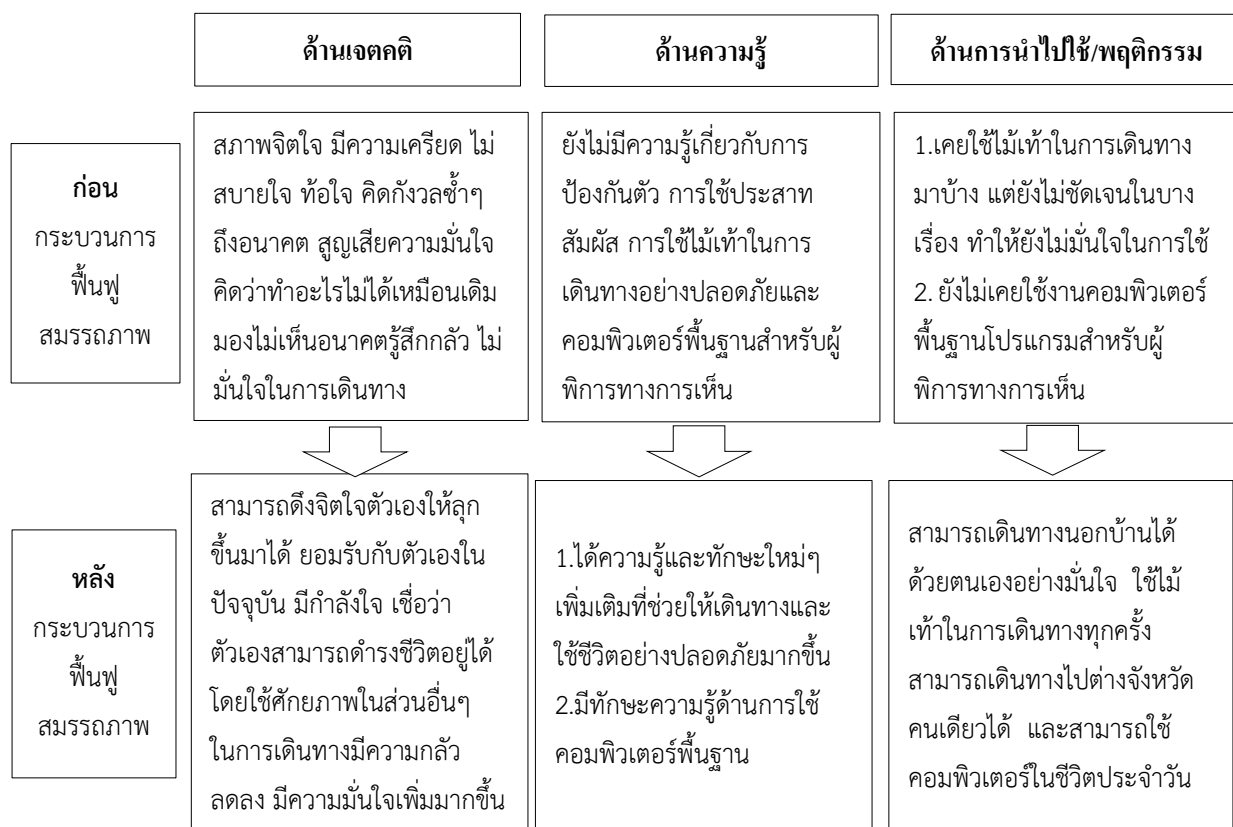 ด้านเจตคติ
ด้านความรู้
ด้านการนำไปใช้/พฤติกรรม
ก่อน
กระบวนการ
ฟื้นฟู
สมรรถภาพ
สภาพจิตใจ มีความเครียด ไม่
สบายใจ ท้อใจ คิดกังวลซ้ำๆ
ถึงอนาคต สูญเสียความมั่นใจ
คิดว่าทำอะไรไม่ได้เหมือนเดิม
มองไม่เห็นอนาคตรู้สึกกลัว ไม่
มั่นใจในการเดินทาง
ยังไม่มีความรู้เกี่ยวกับการ
ป้องกันตัว การใช้ประสาท
สัมผัส การใช้ไม้เท้าในการ
เดินทางอย่างปลอดภัยและ
คอมพิวเตอร์พื้นฐานสำหรับผู้
พิการทางการเห็น
1.เคยใช้ไม้เท้าในการเดินทาง
มาบ้าง แต่ยังไม่ชัดเจนในบาง
เรื่อง ทำให้ยังไม่มั่นใจในการใช้
2. ยังไม่เคยใช้งานคอมพิวเตอร์
พื้นฐานโปรแกรมสำหรับผู้
พิการทางการเห็น
หลัง
กระบวนการ
ฟื้นฟู
สมรรถภาพ
สามารถดึงจิตใจตัวเองให้ลุก
ขึ้นมาได้ ยอมรับกับตัวเองใน
ปัจจุบัน มีกำลังใจ เชื่อว่า
ตัวเองสามารถดำรงชีวิตอยู่ได้
โดยใช้ศักยภาพในส่วนอื่นๆ
ในการเดินทางมีความกลัว
ลดลง มีความมั่นใจเพิ่มมากขึ้น
1.ได้ความรู้และทักษะใหม่ๆ
เพิ่มเติมที่ช่วยให้เดินทางและ
ใช้ชีวิตอย่างปลอดภัยมากขึ้น
2.มีทักษะความรู้ด้านการใช้
คอมพิวเตอร์พื้นฐาน
สามารถเดินทางนอกบ้านได้
ด้วยตนเองอย่างมั่นใจ ใช้ไม้
เท้าในการเดินทางทุกครั้ง
สามารถเดินทางไปต่างจังหวัด
คนเดียวได้ และสามารถใช้
คอมพิวเตอร์ในชีวิตประจำวัน